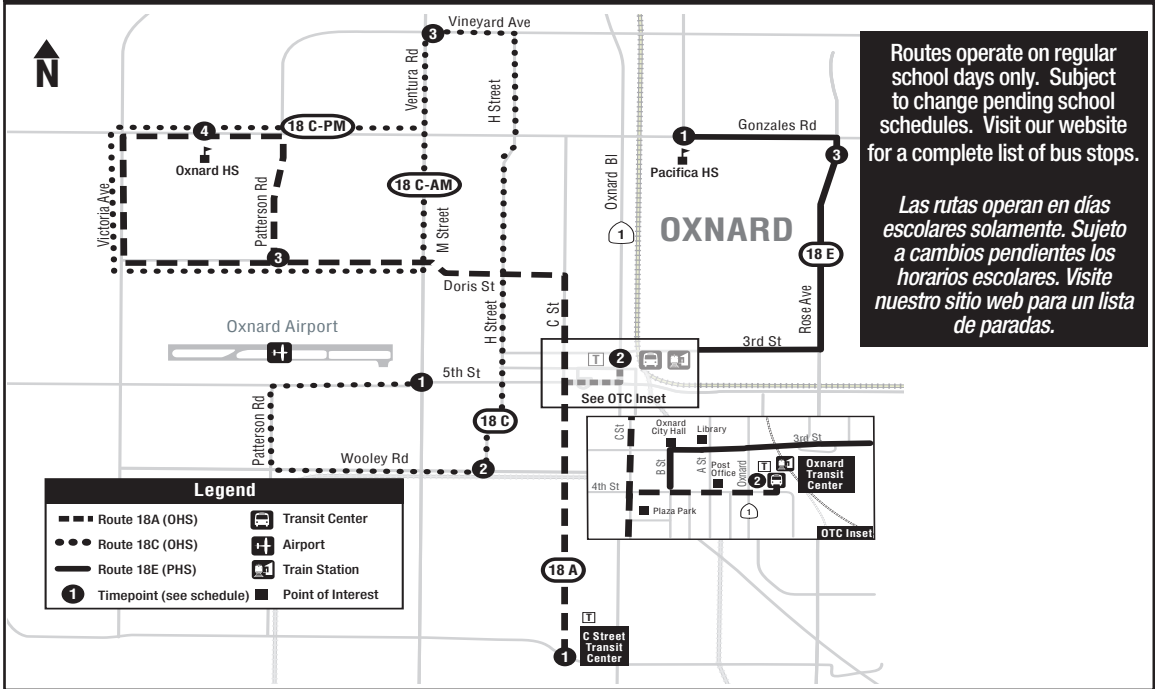 Vineyard Ave
N
3
Ventura Rd
H Street
Routes operate on regular
school days only. Subject
to change pending school
schedules. Visit our website
for a complete list of bus stops.
Las rutas operan en días
escolares solamente. Sujeto
a cambios pendientes los
horarios escolares. Visite
nuestro sitio web para un lista
de paradas.
4
18 C-PM
Oxnard HS
1
Gonzales Rd
3
Pacifica HS
Victoria Ave
Patterson Rd
18 C-AM
Oxnard Bl
1
OXNARD
M Street
3
18 E
Doris St
C St
H Street
Rose Ave
Oxnard Airport
T
2
3rd St
1
5th St
See OTC Inset
Patterson Rd
18 C
Wooley Rd
2
C St
Oxnard
City Hall
Library
3rd St
B St
A St
Post
Office
Oxnard
T
2
Oxnard
Transit
Center
4th St
Plaza Park
1
OTC Inset
Legend
Route 18A (OHS)
Transit Center
Route 18C (OHS)
Airport
Route 18E (PHS)
Train Station
1
Timepoint (see schedule)
Point of Interest
18 A
T
C Street
Transit
Center
1